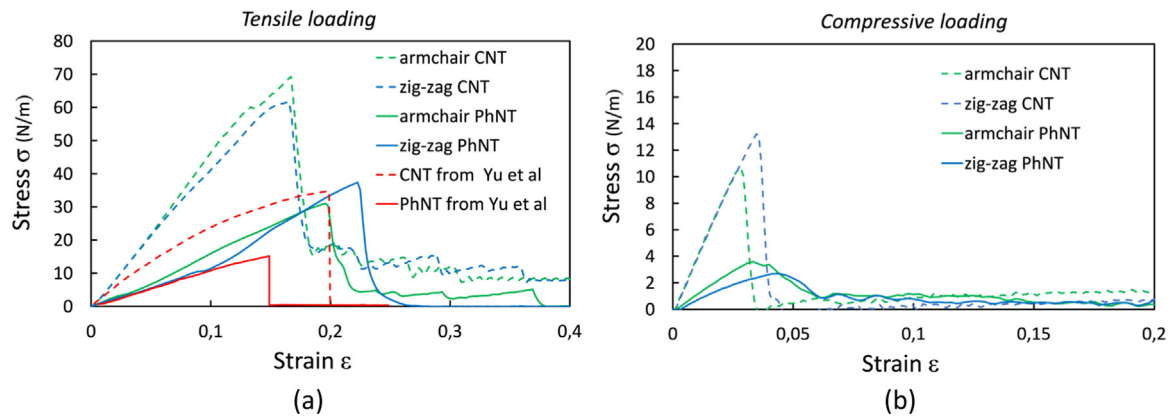 Tensile loading
80
70
60
50
40
30
20
10
0
Stress σ (N/m)
armchair CNT
zig-zag CNT
armchair PhNT
zig-zag PhNT
CNT from Yu et al
PhNT from Yu et al
0
0,1
0,2
0,3
0,4
Strain ε
(a)
Compressive loading
20
18
16
14
12
10
8
6
4
2
0
Stress σ (N/m)
armchair CNT
zig-zag CNT
armchair PhNT
zig-zag PhNT
0
0,05
0,1
0,15
0,2
Strain ε
(b)